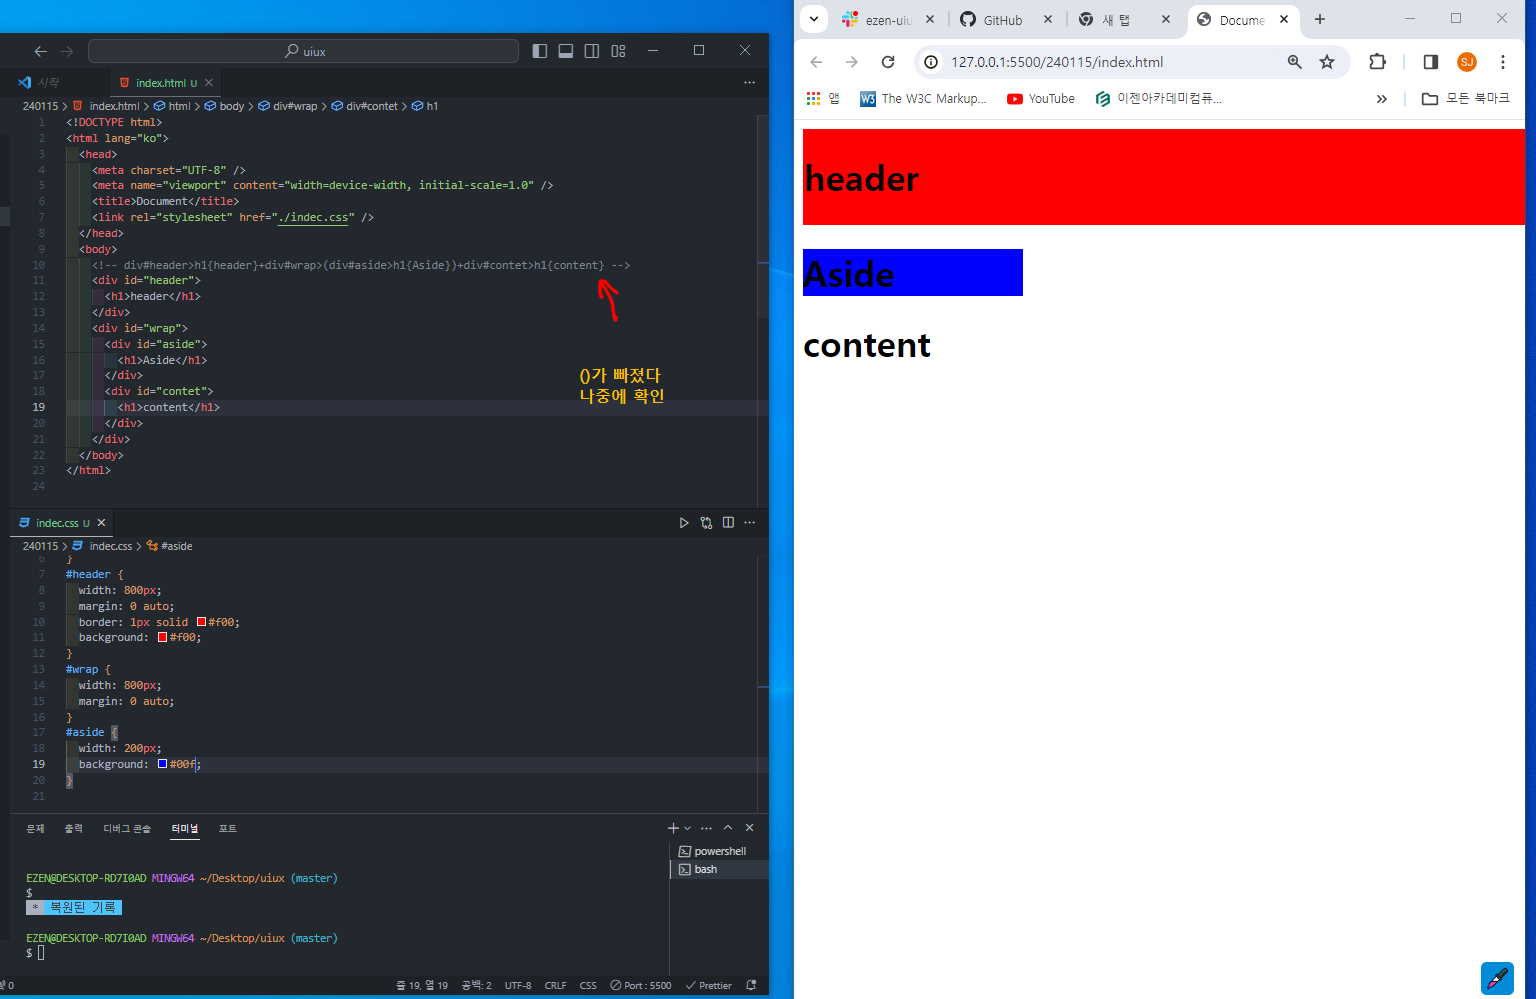 uiux
시작
index.html U
240115 > index.html > html > body > div#wrap > div#contet > h1
1 <!DOCTYPE html>
2 <html lang="ko">
3 <head>
4 <meta charset="UTF-8" />
5 <meta name="viewport" content="width=device-width, initial-scale=1.0" />
6 <title>Document</title>
7 <link rel="stylesheet" href="./indec.css" />
8 </head>
9 <body>
10 <!-- div#header>h1{header}+div#wrap>(div#aside>h1{Aside})+div#contet>h1{content} -->
11 <div id="header">
12 <h1>header</h1>
13 </div>
14 <div id="wrap">
15 <div id="aside">
16 <h1>Aside</h1>
17 </div>
18 <div id="contet">
19 <h1>content</h1>
20 </div>
21 </div>
22 </body>
23 </html>
24
()가 빠졌다
나중에 확인
indec.css U
240115 > indec.css > #aside
6 }
7 #header {
8 width: 800px;
9 margin: 0 auto;
10 border: 1px solid #f00;
11 background: #f00;
12 }
13 #wrap {
14 width: 800px;
15 margin: 0 auto;
16 }
17 #aside {
18 width: 200px;
19 background: #00f;
20 }
21
문제 출력 디버그 콘솔 터미널 포트
powershell
bash
EZEN@DESKTOP-RD7I0AD MINGW64 ~/Desktop/uiux (master)
$
* 복원된 기록
EZEN@DESKTOP-RD7I0AD MINGW64 ~/Desktop/uiux (master)
$
0 줄 19, 열 19 공백: 2 UTF-8 CRLF CSS Port : 5500 Prettier
ezen-uiu GitHub 새 탭 Docume
127.0.0.1:5500/240115/index.html
SJ
앱 W3 The W3C Markup... YouTube 이젠아카데미컴퓨... » 모든 북마크
header
Aside
content